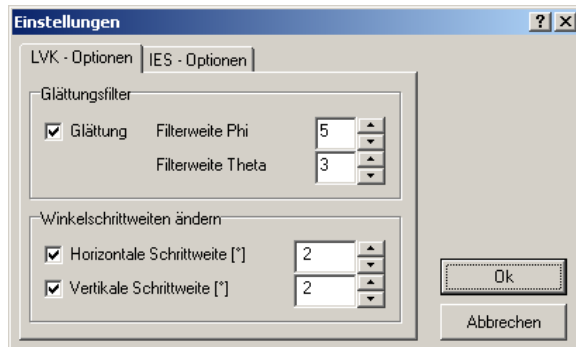 Einstellungen
LVK - Optionen
IES - Optionen
Glättungsfilter
Glättung
Filterweite Phi
5
Filterweite Theta
3
Winkelschrittweiten ändern
Horizontale Schrittweite [°]
2
Vertikale Schrittweite [°]
2
Ok
Abbrechen